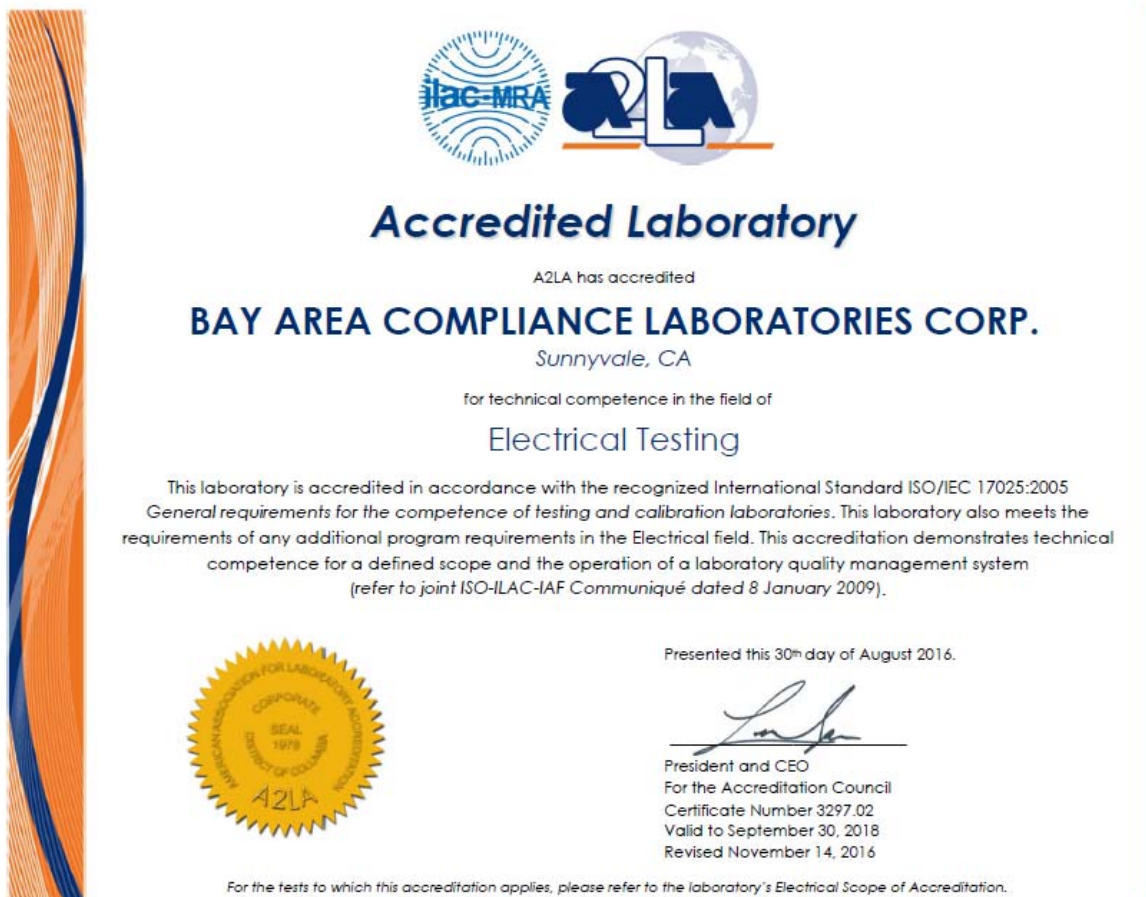 ilac-MRA
A2LA
Accredited Laboratory
A2LA has accredited
BAY AREA COMPLIANCE LABORATORIES CORP.
Sunnyvale, CA
for technical competence in the field of
Electrical Testing
This laboratory is accredited in accordance with the recognized International Standard ISO/IEC 17025:2005
General requirements for the competence of testing and calibration laboratories. This laboratory also meets the
requirements of any additional program requirements in the Electrical field. This accreditation demonstrates technical
competence for a defined scope and the operation of a laboratory quality management system
(refer to joint ISO-ILAC-IAF Communiqué dated 8 January 2009).
AMERICAN ASSOCIATION FOR LABORATORY ACCREDITATION
CORPORATE
SEAL
1978
DISTRICT OF COLUMBIA
A2LA
Presented this 30th day of August 2016.
President and CEO
For the Accreditation Council
Certificate Number 3297.02
Valid to September 30, 2018
Revised November 14, 2016
For the tests to which this accreditation applies, please refer to the laboratory's Electrical Scope of Accreditation.